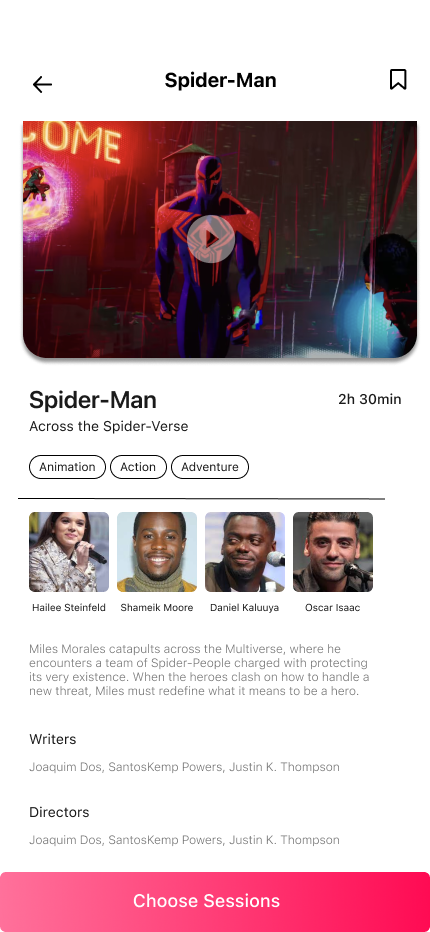 Spider-Man
COME
Spider-Man
2h 30min
Across the Spider-Verse
Animation
Action
Adventure
Hailee Steinfeld
Shameik Moore
Daniel Kaluuya
Oscar Isaac
Miles Morales catapults across the Multiverse, where he
encounters a team of Spider-People charged with protecting
its very existence. When the heroes clash on how to handle a
new threat, Miles must redefine what it means to be a hero.
Writers
Joaquim Dos, SantosKemp Powers, Justin K. Thompson
Directors
Joaquim Dos, SantosKemp Powers, Justin K. Thompson
Choose Sessions